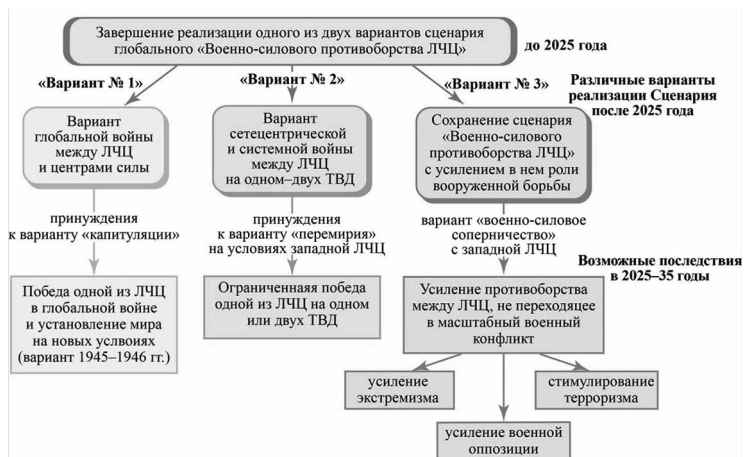 Завершение реализации одного из двух вариантов сценария
глобального «Военно-силового противоборства ЛЧЦ»
до 2025 года
«Вариант № 1»
«Вариант № 2»
«Вариант № 3»
Различные варианты
реализации Сценария
после 2025 года
Вариант
глобальной войны
между ЛЧЦ
и центрами силы
Вариант
сетецентрической
и системной войны
между ЛЧЦ
на одном–двух ТВД
Сохранение сценария
«Военно-силового
противоборства ЛЧЦ»
с усилением в нем роли
вооруженной борьбы
принуждения
к варианту «капитуляции»
принуждения
к варианту «перемирия»
на условиях западной ЛЧЦ
вариант «военно-силовое
соперничество»
с западной ЛЧЦ
Возможные последствия
в 2025–35 годы
Победа одной из ЛЧЦ
в глобальной войне
и установление мира
на новых услвоиях
(вариант 1945–1946 гг.)
Ограниченнаяя победа
одной из ЛЧЦ на одном
или двух ТВД
Усиление противоборства
между ЛЧЦ, не переходящее
в масштабный военный
конфликт
усиление
экстремизма
стимулирование
терроризма
усиление военной
оппозиции